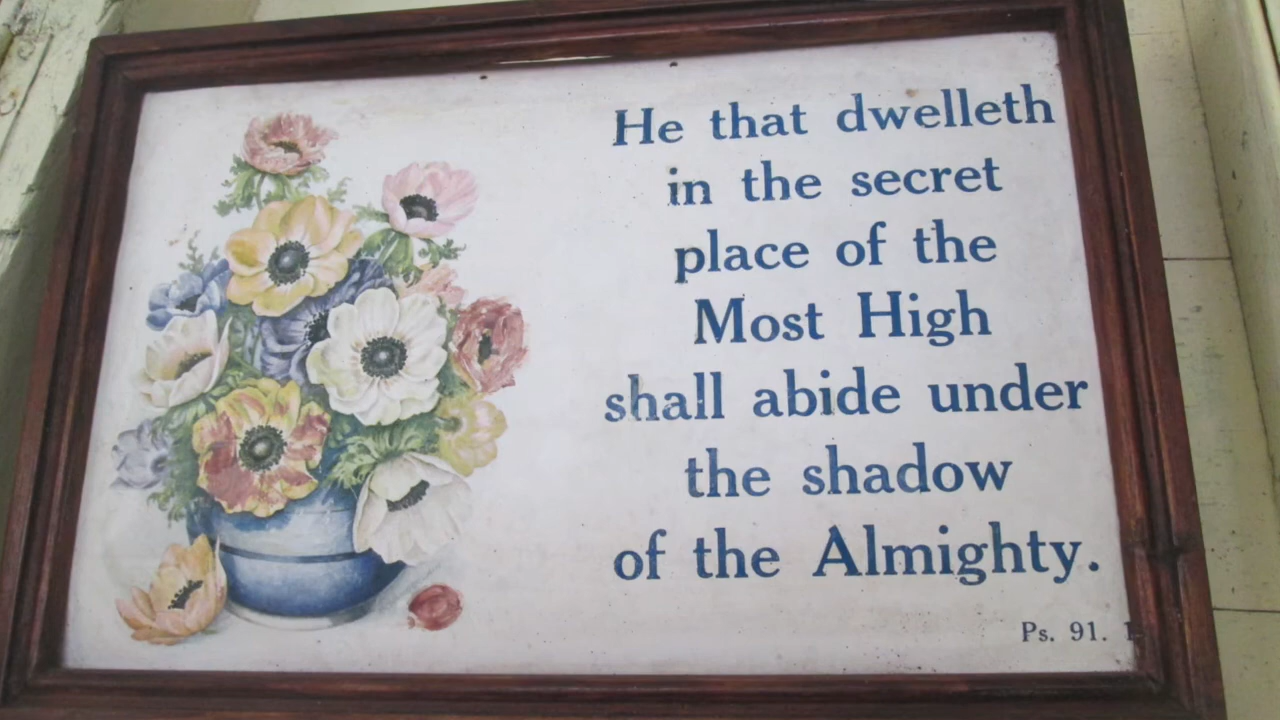 He that dwelleth
in the secret
place of the
Most High
shall abide under
the shadow
of the Almighty.
Ps. 91. 1